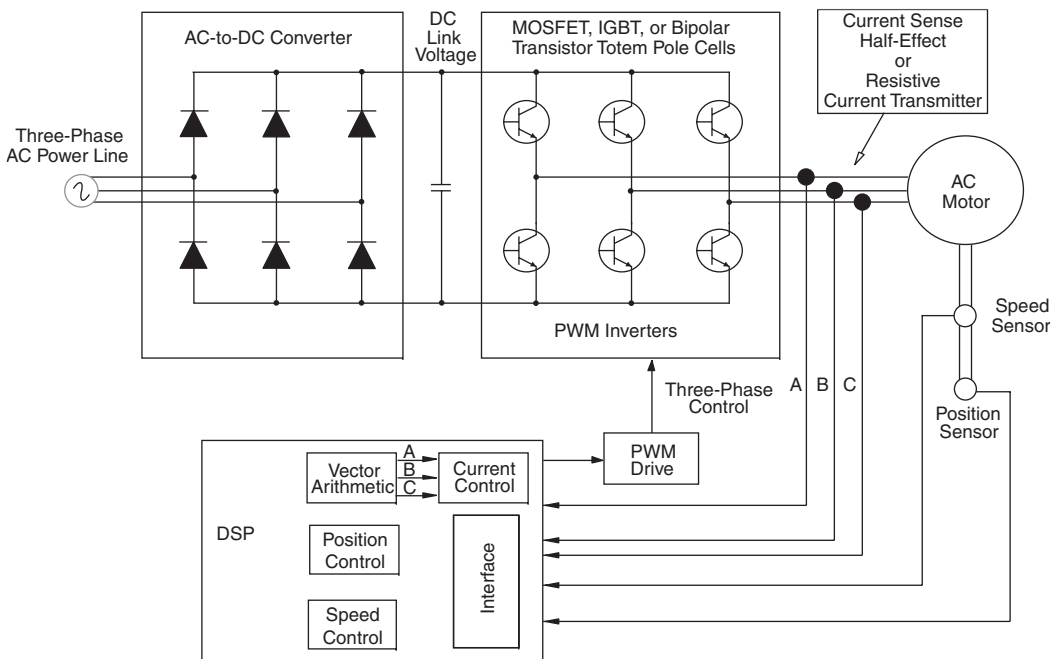 AC-to-DC Converter
DC
Link
Voltage
MOSFET, IGBT, or Bipolar
Transistor Totem Pole Cells
Current Sense
Half-Effect
or
Resistive
Current Transmitter
Three-Phase
AC Power Line
AC
Motor
PWM Inverters
Speed
Sensor
Three-Phase
Control
A
B
C
Position
Sensor
PWM
Drive
DSP
Vector
Arithmetic
A
B
C
Current
Control
Position
Control
Interface
Speed
Control